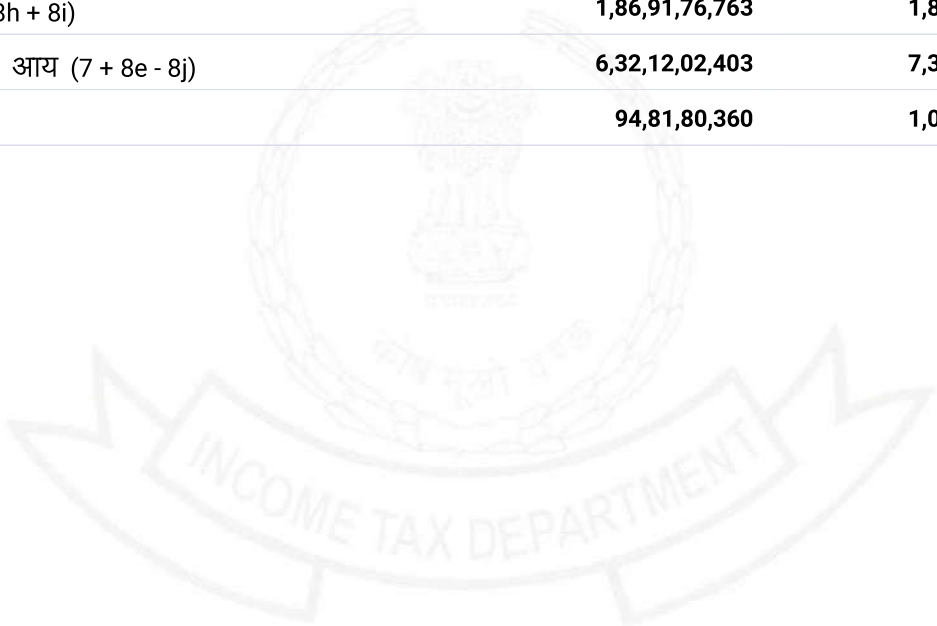 3h + 8i) 1,86,91,76,763 1,8
आय (7 + 8e - 8j) 6,32,12,02,403 7,3
94,81,80,360 1,0
कोष मूलो दण्ड
INCOME TAX DEPARTMENT